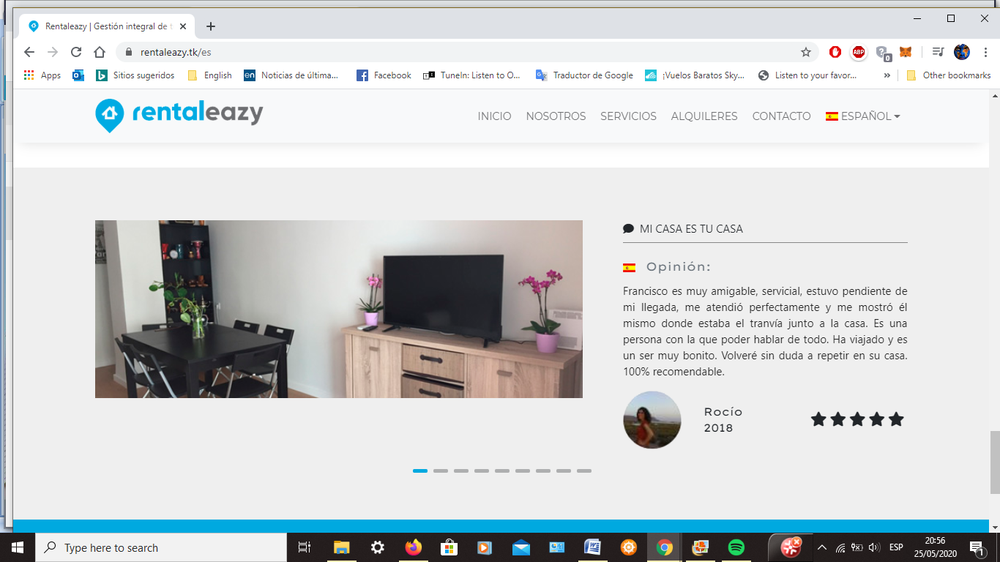 Rentaleazy | Gestión integral de t
rentaleazy.tk/es
Apps
Sitios sugeridos
English
en
Noticias de última...
Facebook
TuneIn: Listen to O...
Traductor de Google
¡Vuelos Baratos Sky...
Listen to your favor...
»
Other bookmarks
ABP
0
rentaleazy
INICIO NOSOTROS SERVICIOS ALQUILERES CONTACTO ESPAÑOL
MI CASA ES TU CASA
Opinión:
Francisco es muy amigable, servicial, estuvo pendiente de
mi llegada, me atendió perfectamente y me mostró él
mismo donde estaba el tranvía junto a la casa. Es una
persona con la que poder hablar de todo. Ha viajado y es
un ser muy bonito. Volveré sin duda a repetir en su casa.
100% recomendable.
Rocío
2018
Type here to search
ESP
20:56
25/05/2020
1